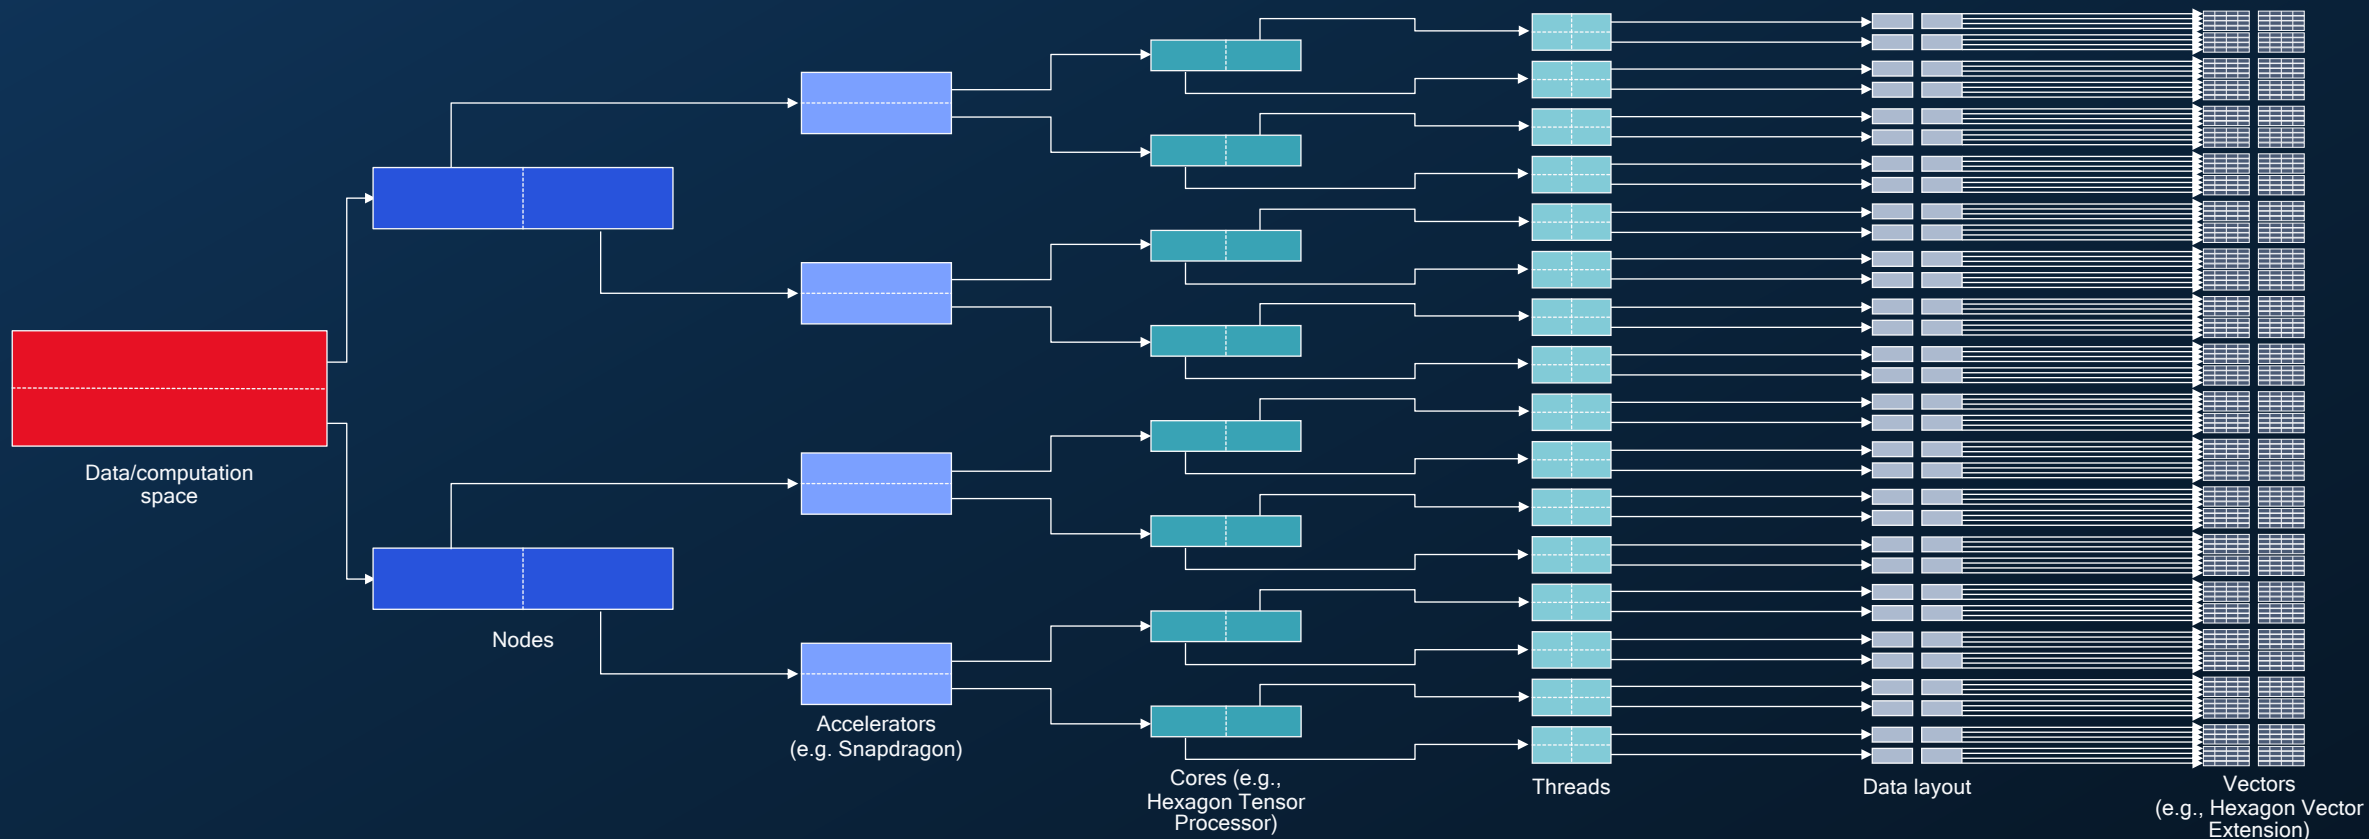 Data/computation
space
Nodes
Accelerators
(e.g. Snapdragon)
Cores (e.g.,
Hexagon Tensor
Processor)
Threads
Data layout
Vectors
(e.g., Hexagon Vector
Extension)